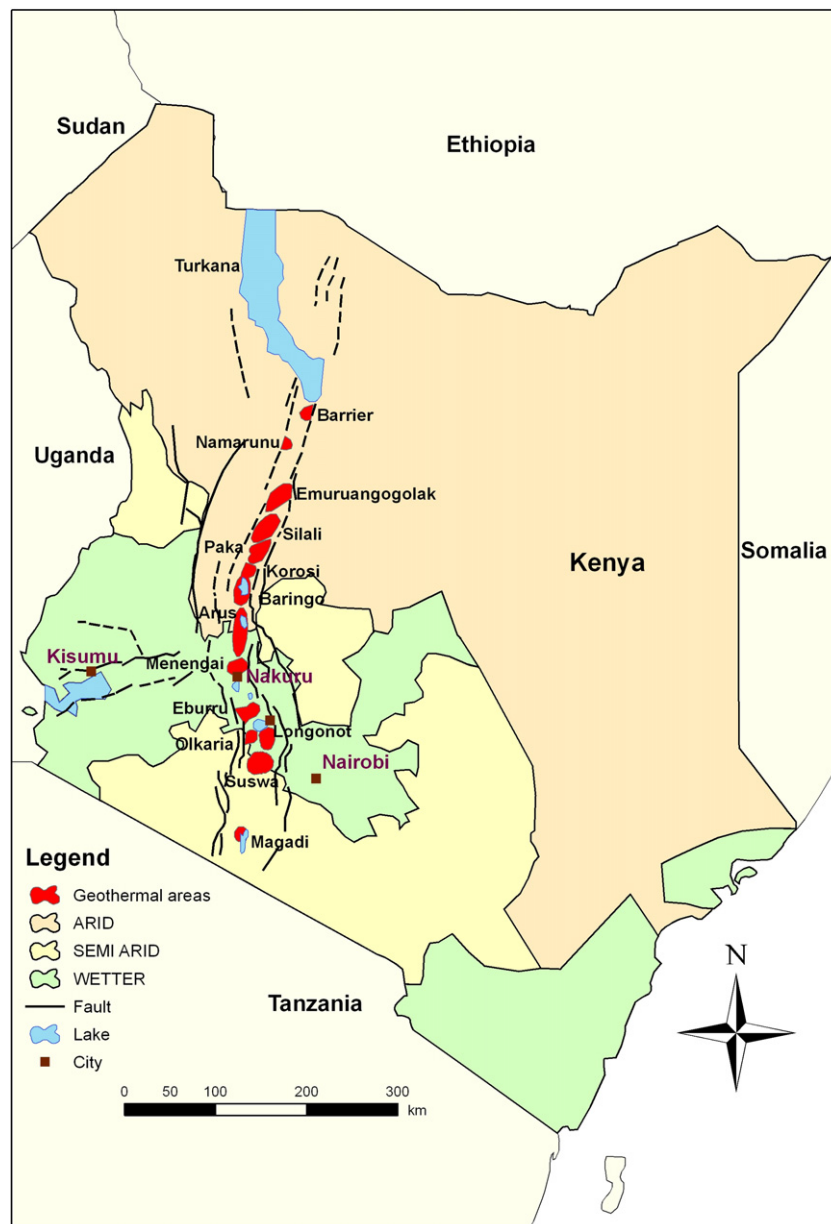 Sudan
Ethiopia
Turkana
Barrier
Namarunu
Uganda
Emuruangogolak
Silali
Paka
Kenya
Somalia
Korosi
Baringo
Arus
Kisumu
Menengai
Nakuru
Eburru
Longonot
Olkaria
Nairobi
Suswa
Magadi
Legend
Geothermal areas
ARID
SEMI ARID
WETTER
Fault
Lake
City
N
Tanzania
0 50 100 200 300
km